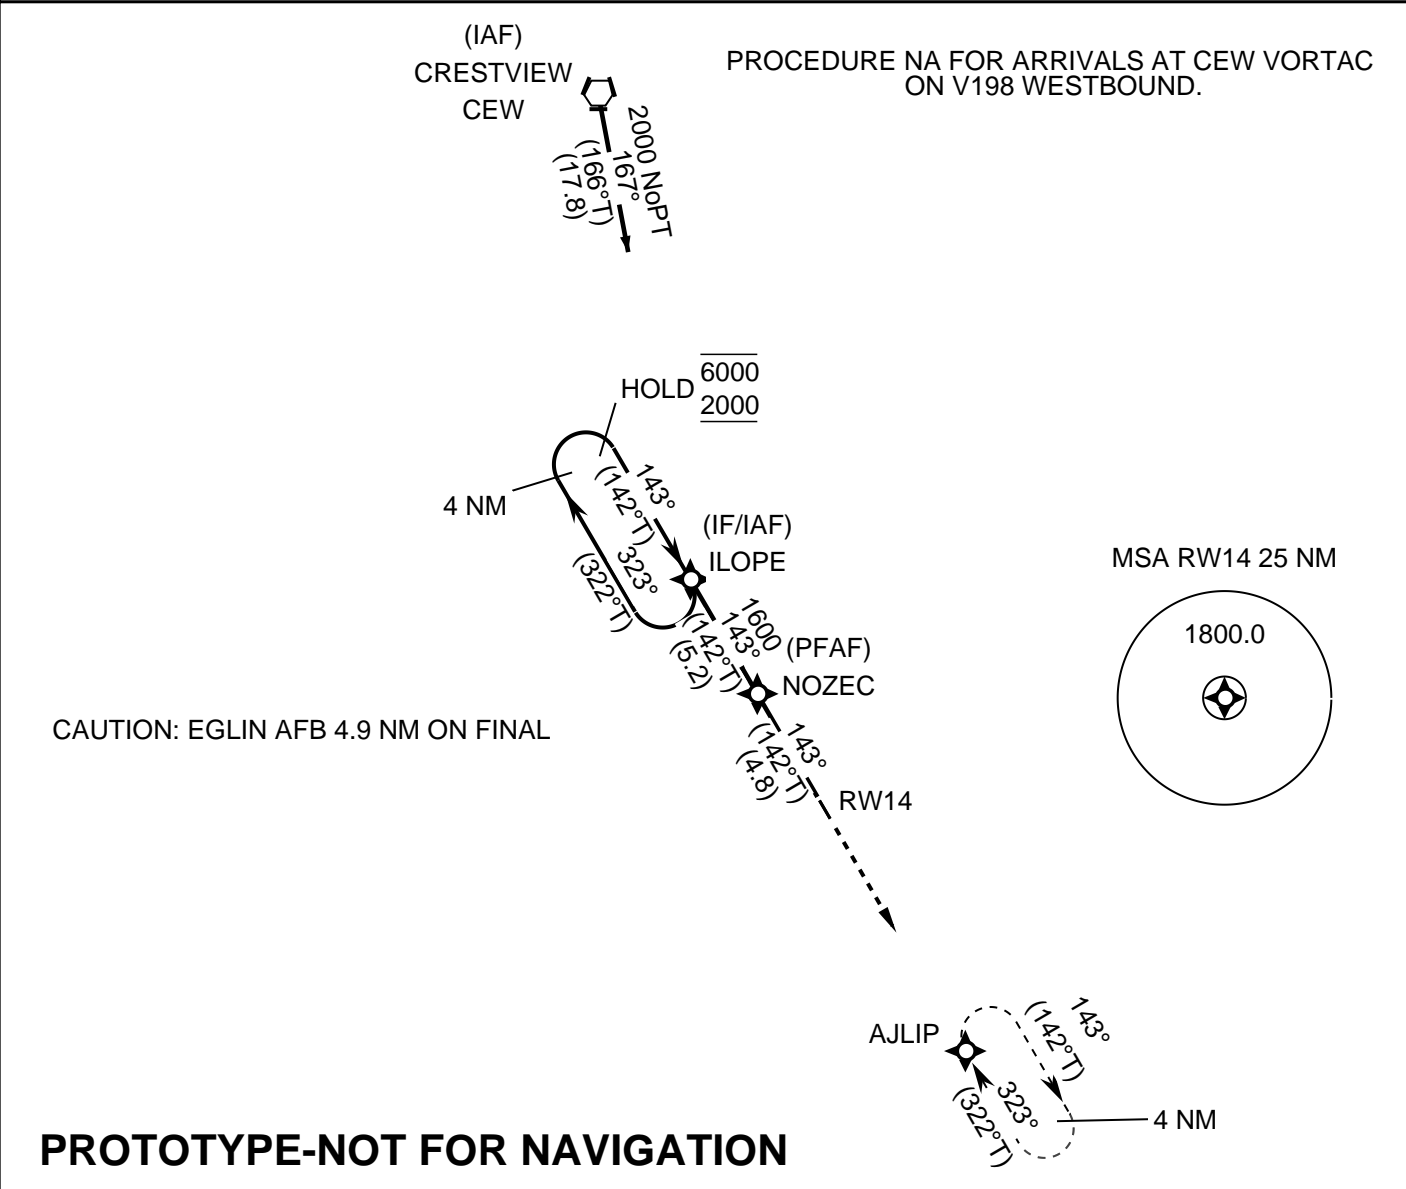 (IAF)
CRESTVIEW
CEW
PROCEDURE NA FOR ARRIVALS AT CEW VORTAC
ON V198 WESTBOUND.
2000 NoPT
167°
(166°T)
(17.8)
HOLD
6000
2000
4 NM
143°
(142°T)
323°
(322°T)
(IF/IAF)
ILOPE
1600
143°
(142°T)
(5.2)
(PFAF)
NOZEC
MSA RW14 25 NM
1800.0
CAUTION: EGLIN AFB 4.9 NM ON FINAL
143°
(142°T)
(4.8)
RW14
AJLIP
143°
(142°T)
323°
(322°T)
4 NM
PROTOTYPE-NOT FOR NAVIGATION